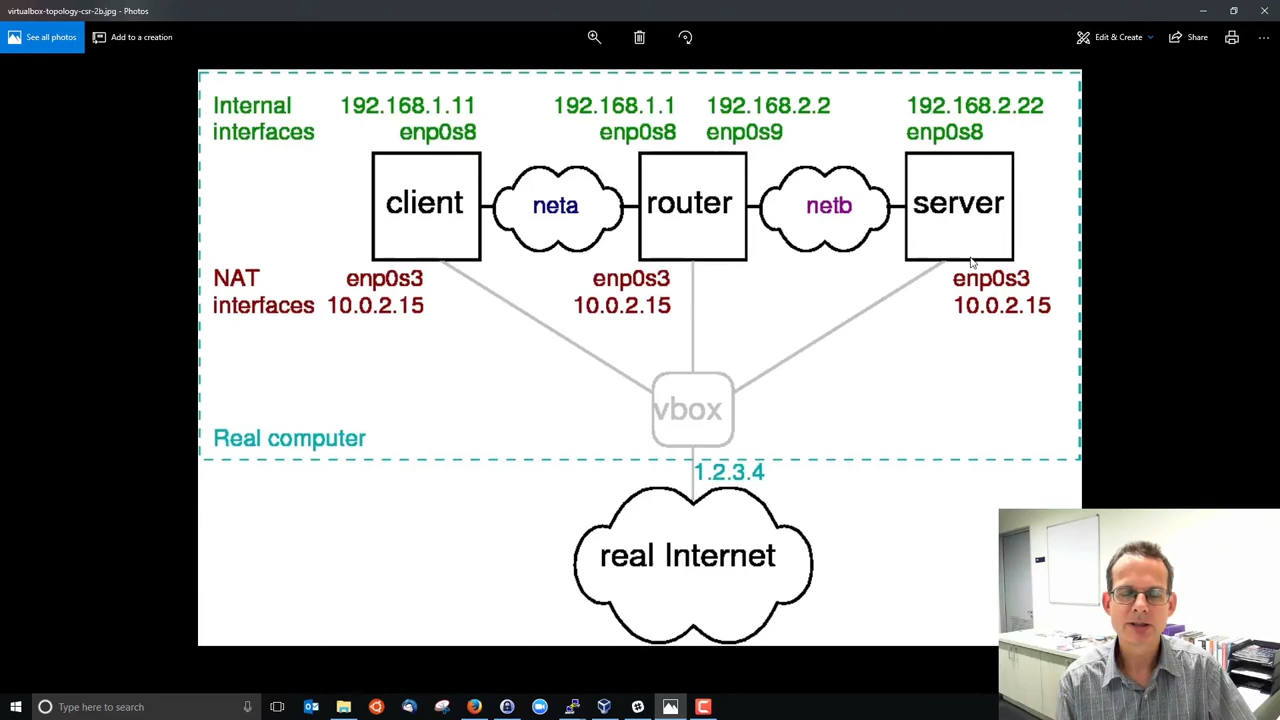 virtualbox-topology-csr-2b.jpg - Photos
See all photos
Add to a creation
Edit & Create
Share
Internal 192.168.1.11 192.168.1.1 192.168.2.2 192.168.2.22
interfaces enp0s8 enp0s8 enp0s9 enp0s8
client neta router netb server
NAT enp0s3 enp0s3 enp0s3
interfaces 10.0.2.15 10.0.2.15 10.0.2.15
vbox
Real computer
1.2.3.4
real Internet
Type here to search